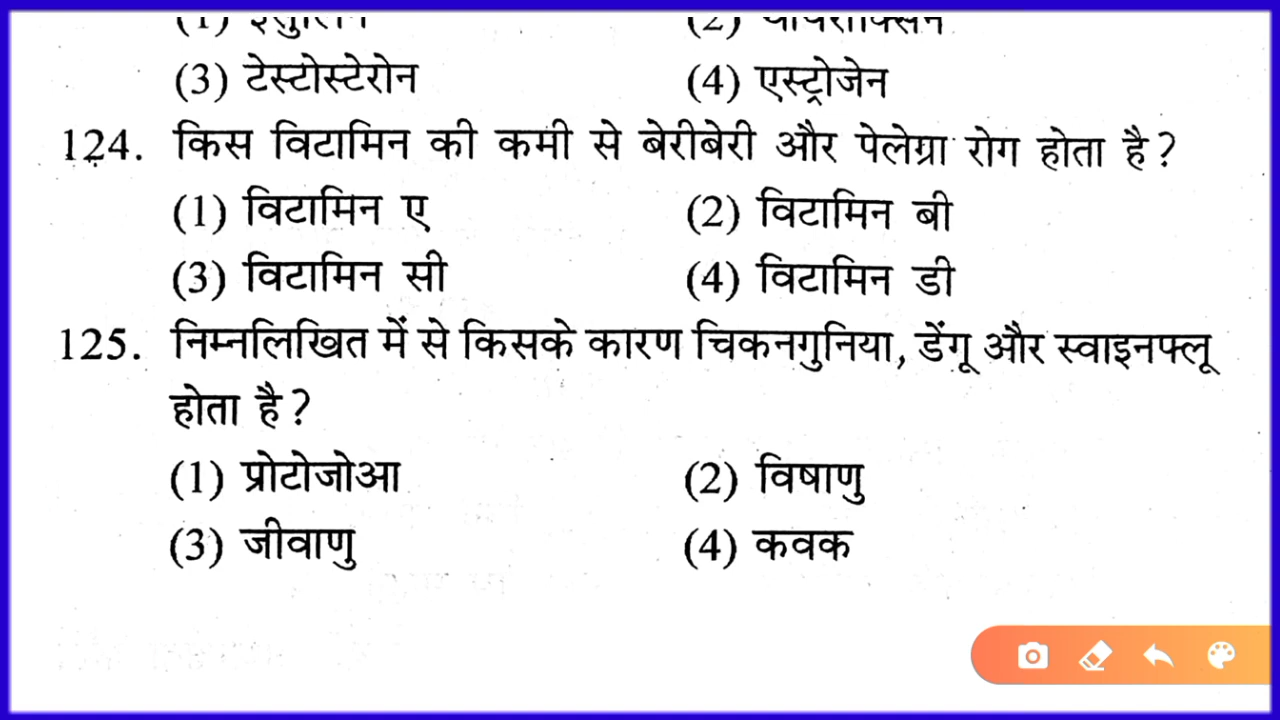 (3) टेस्टोस्टेरोन (4) एस्ट्रोजेन
124. किस विटामिन की कमी से बेरीबेरी और पेलेग्रा रोग होता है?
(1) विटामिन ए (2) विटामिन बी
(3) विटामिन सी (4) विटामिन डी
125. निम्नलिखित में से किसके कारण चिकनगुनिया, डेंगू और स्वाइनफ्लू
होता है?
(1) प्रोटोजोआ (2) विषाणु
(3) जीवाणु (4) कवक